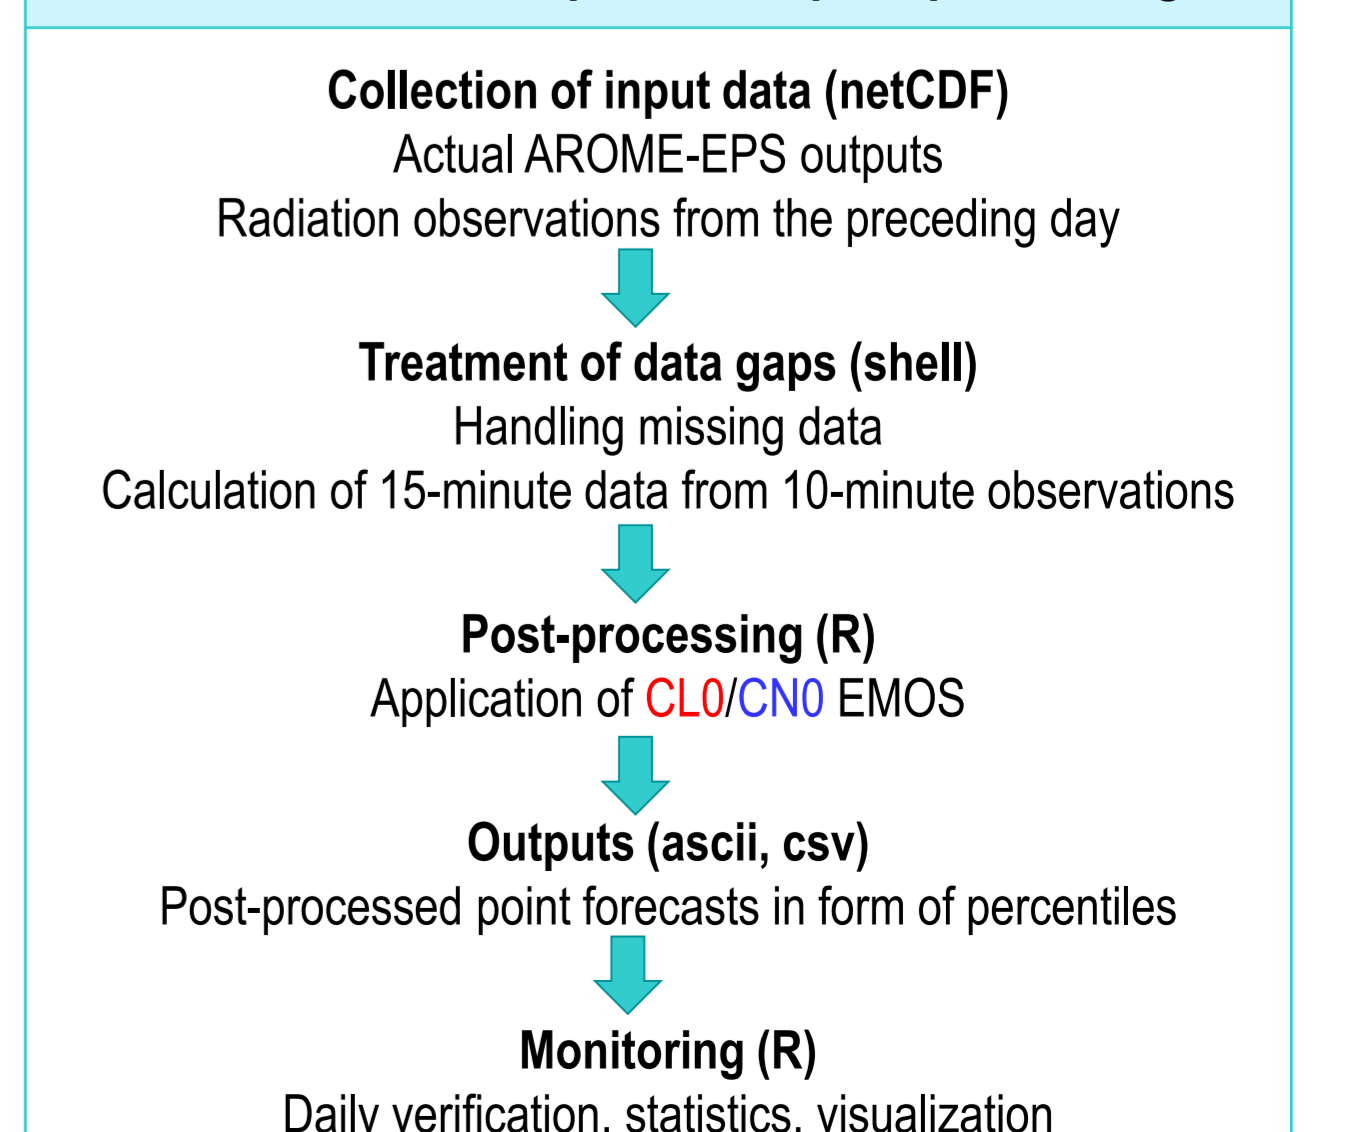 Collection of input data (netCDF)
Actual AROME-EPS outputs
Radiation observations from the preceding day
Treatment of data gaps (shell)
Handling missing data
Calculation of 15-minute data from 10-minute observations
Post-processing (R)
Application of CL0/CN0 EMOS
Outputs (ascii, csv)
Post-processed point forecasts in form of percentiles
Monitoring (R)
Daily verification, statistics, visualization